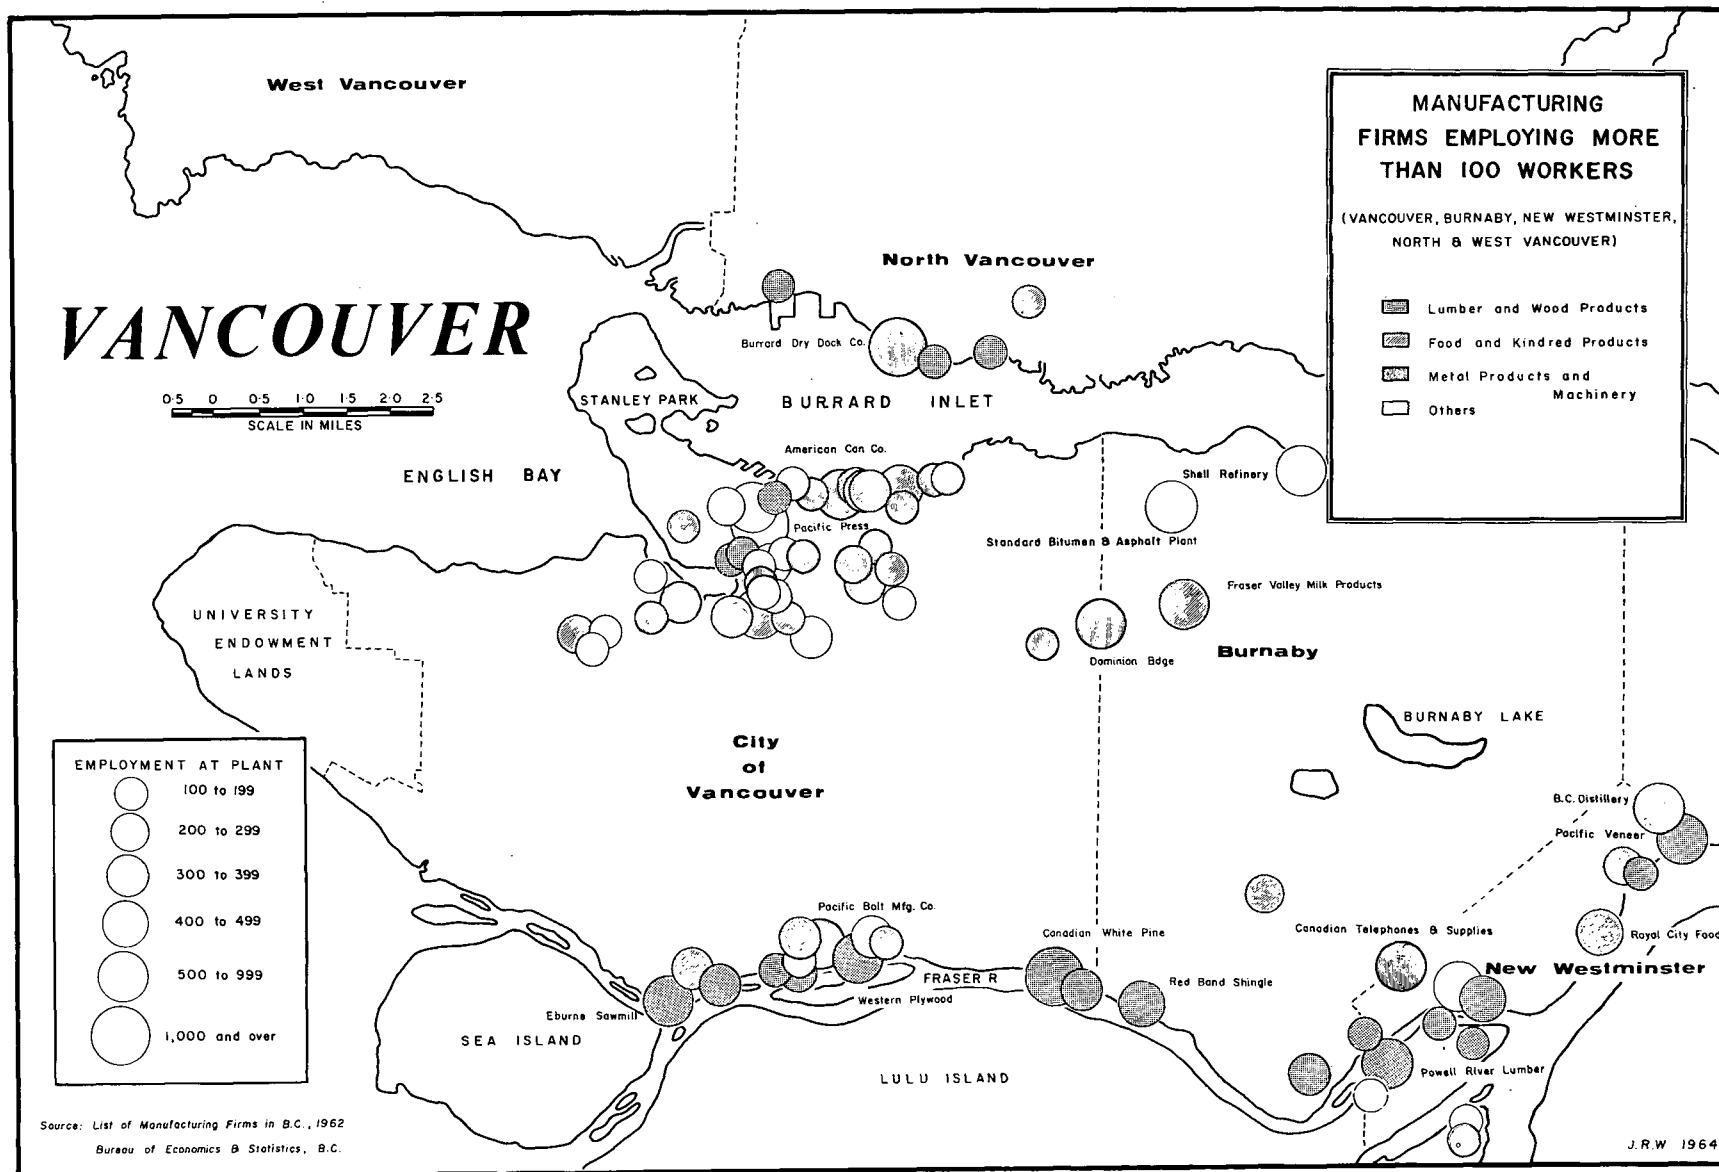 West Vancouver
MANUFACTURING
FIRMS EMPLOYING MORE
THAN 100 WORKERS
(VANCOUVER, BURNABY, NEW WESTMINSTER,
NORTH & WEST VANCOUVER)
Lumber and Wood Products
Food and Kindred Products
Metal Products and
Machinery
Others
North Vancouver
VANCOUVER
Burrard Dry Dock Co.
0·5 0 0·5 1·0 1·5 2·0 2·5
SCALE IN MILES
STANLEY PARK
BURRARD INLET
American Can Co.
ENGLISH BAY
Shell Refinery
Pacific Press
Standard Bitumen & Asphalt Plant
Fraser Valley Milk Products
UNIVERSITY
ENDOWMENT
LANDS
Dominion Bdge
Burnaby
BURNABY LAKE
City
of
Vancouver
EMPLOYMENT AT PLANT
100 to 199
200 to 299
300 to 399
400 to 499
500 to 999
1,000 and over
B.C. Distillery
Pacific Veneer
Pacific Bolt Mfg. Co.
Canadian White Pine
Canadian Telephones & Supplies
Royal City Food
New Westminster
FRASER R
Red Band Shingle
Western Plywood
Eburne Sawmill
SEA ISLAND
LULU ISLAND
Powell River Lumber
Source: List of Manufacturing Firms in B.C., 1962
Bureau of Economics & Statistics, B.C.
J.R.W 1964